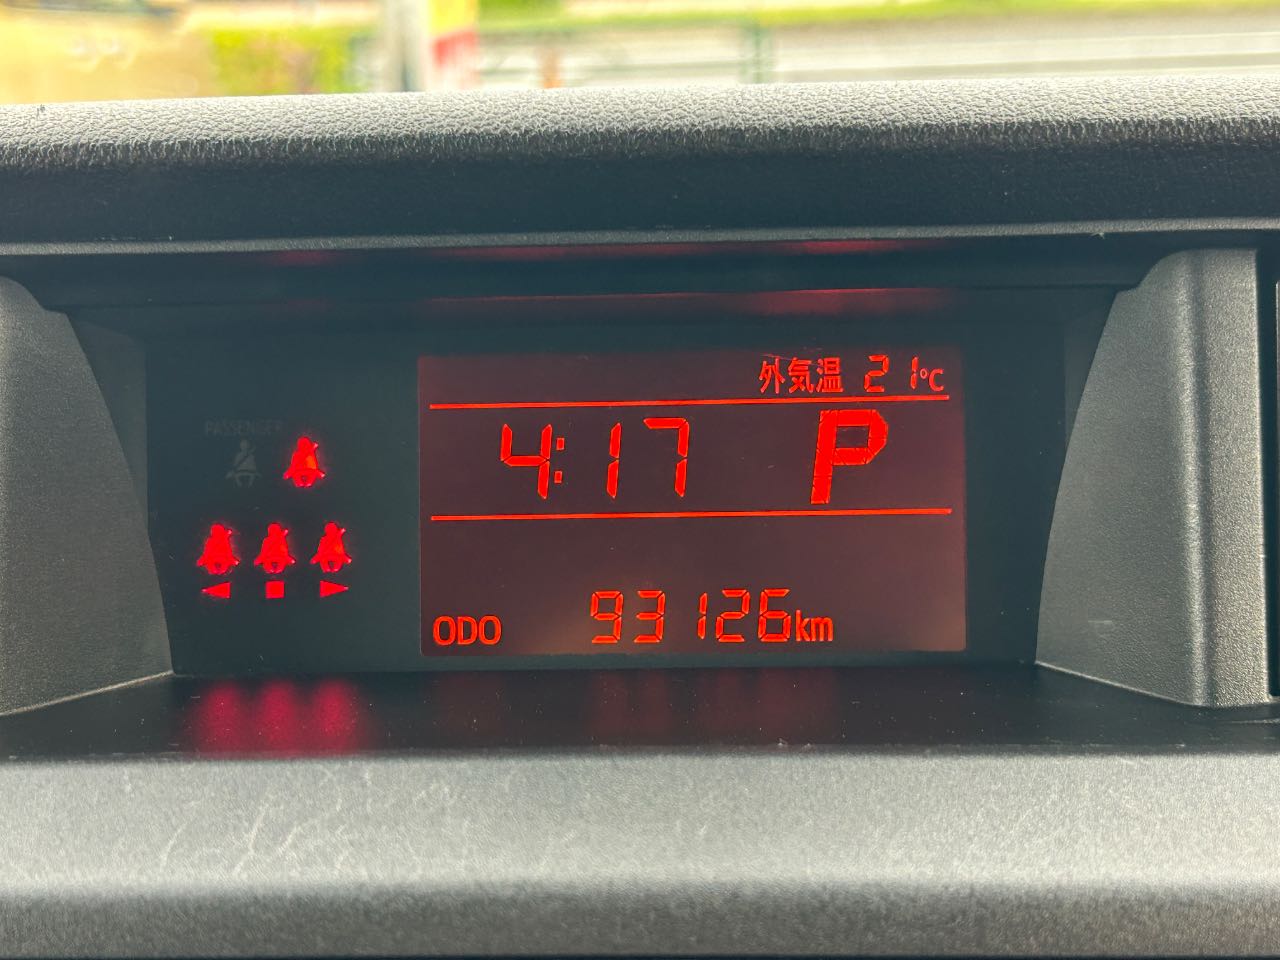 外気温 21℃
4:17 P
PASSENGER
ODO 93126km